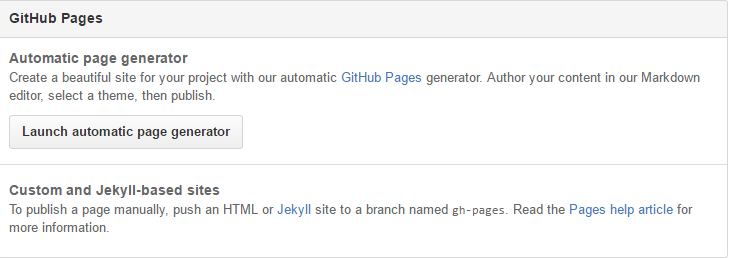 GitHub Pages
Automatic page generator
Create a beautiful site for your project with our automatic GitHub Pages generator. Author your content in our Markdown
editor, select a theme, then publish.
Launch automatic page generator
Custom and Jekyll-based sites
To publish a page manually, push an HTML or Jekyll site to a branch named gh-pages. Read the Pages help article for
more information.